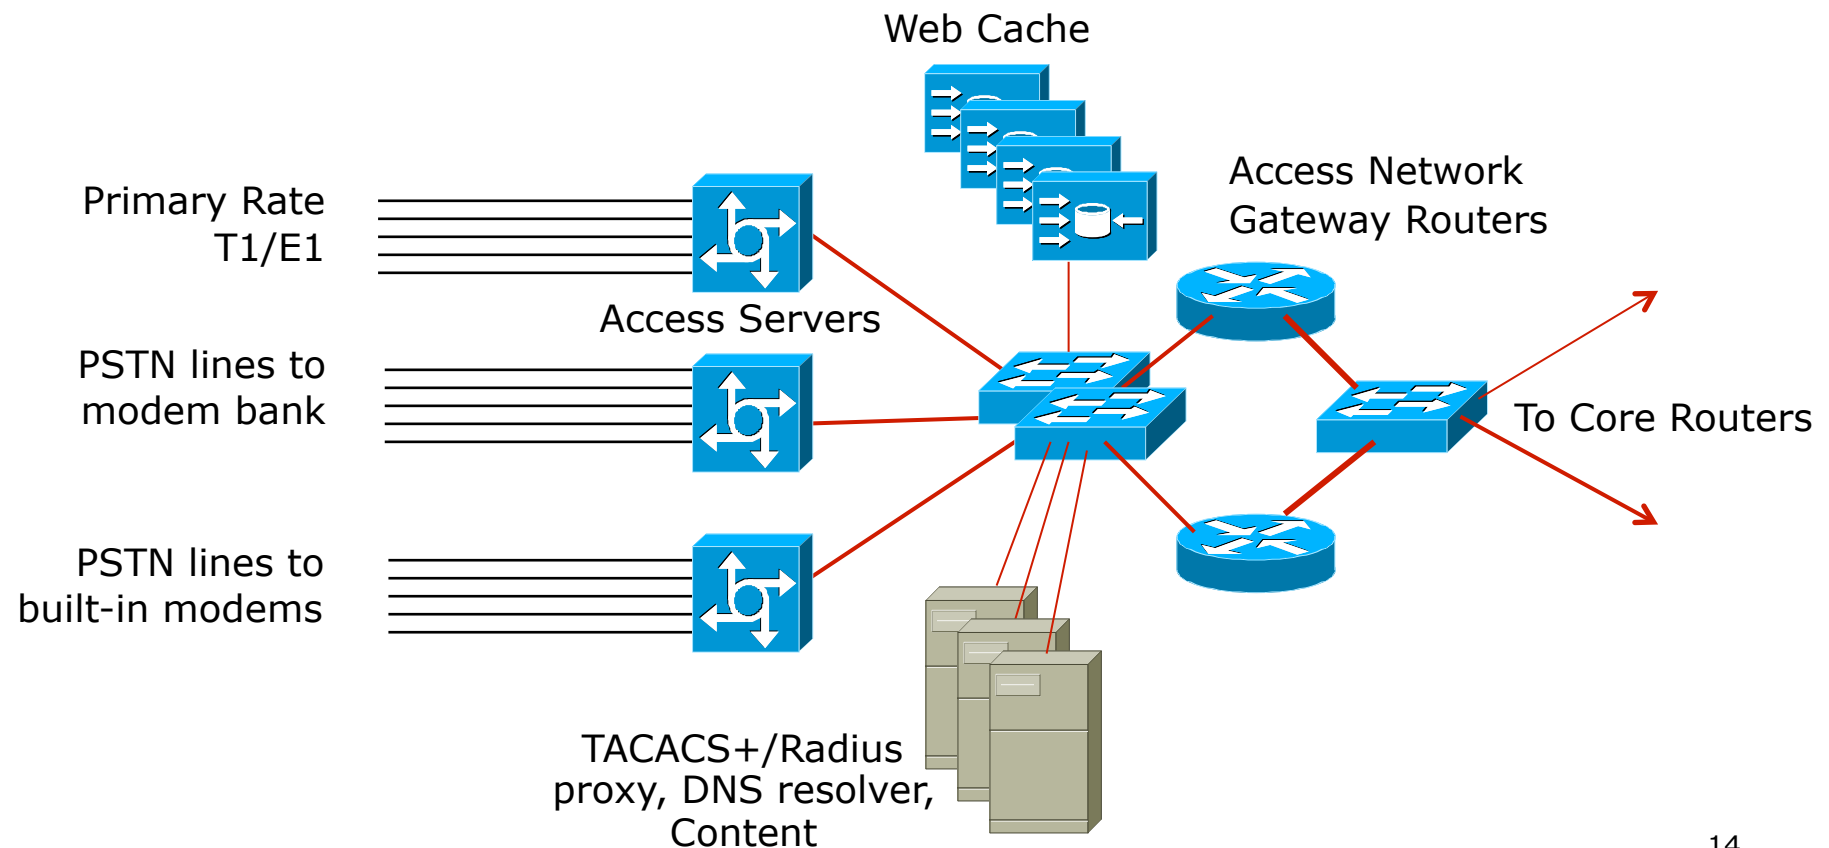 Web Cache
Access Network
Gateway Routers
Primary Rate
T1/E1
Access Servers
PSTN lines to
modem bank
To Core Routers
PSTN lines to
built-in modems
TACACS+/Radius
proxy, DNS resolver,
Content
14